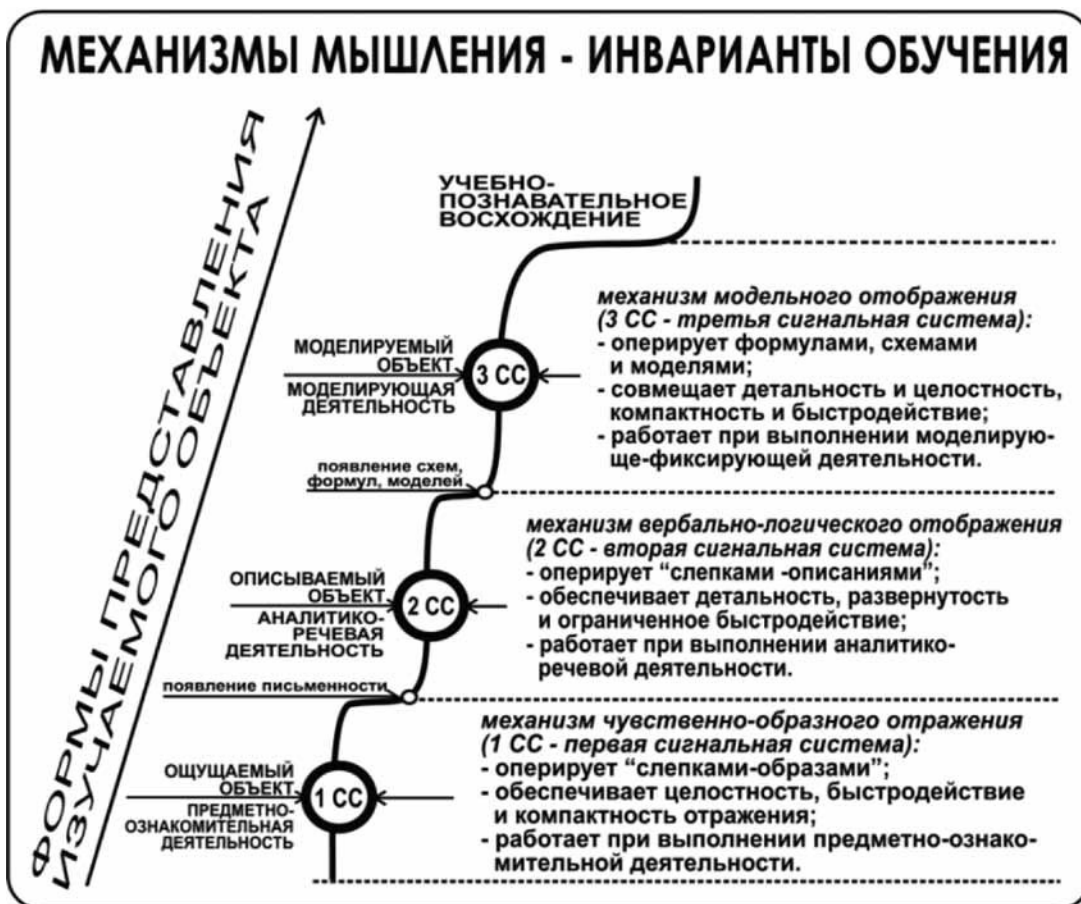 МЕХАНИЗМЫ МЫШЛЕНИЯ - ИНВАРИАНТЫ ОБУЧЕНИЯ
ФОРМЫ ПРЕДСТАВЛЕНИЯ
ИЗУЧАЕМОГО ОБЪЕКТА
УЧЕБНО-
ПОЗНАВАТЕЛЬНОЕ
ВОСХОЖДЕНИЕ
МОДЕЛИРУЕМЫЙ
ОБЪЕКТ
МОДЕЛИРУЮЩАЯ
ДЕЯТЕЛЬНОСТЬ
3 СС
механизм модельного отображения
(3 СС - третья сигнальная система):
- оперирует формулами, схемами
и моделями;
- совмещает детальность и целостность,
компактность и быстродействие;
- работает при выполнении моделирую-
ще-фиксирующей деятельности.
появление схем,
формул, моделей
ОПИСЫВАЕМЫЙ
ОБЪЕКТ
АНАЛИТИКО-
РЕЧЕВАЯ
ДЕЯТЕЛЬНОСТЬ
2 СС
механизм вербально-логического отображения
(2 СС - вторая сигнальная система):
- оперирует “слепками -описаниями”;
- обеспечивает детальность, развернутость
и ограниченное быстродействие;
- работает при выполнении аналитико-
речевой деятельности.
появление письменности
ОЩУЩАЕМЫЙ
ОБЪЕКТ
ПРЕДМЕТНО-
ОЗНАКОМИТЕЛЬНАЯ
ДЕЯТЕЛЬНОСТЬ
1 СС
механизм чувственно-образного отражения
(1 СС - первая сигнальная система):
- оперирует “слепками-образами”;
- обеспечивает целостность, быстродействие
и компактность отражения;
- работает при выполнении предметно-ознако-
мительной деятельности.